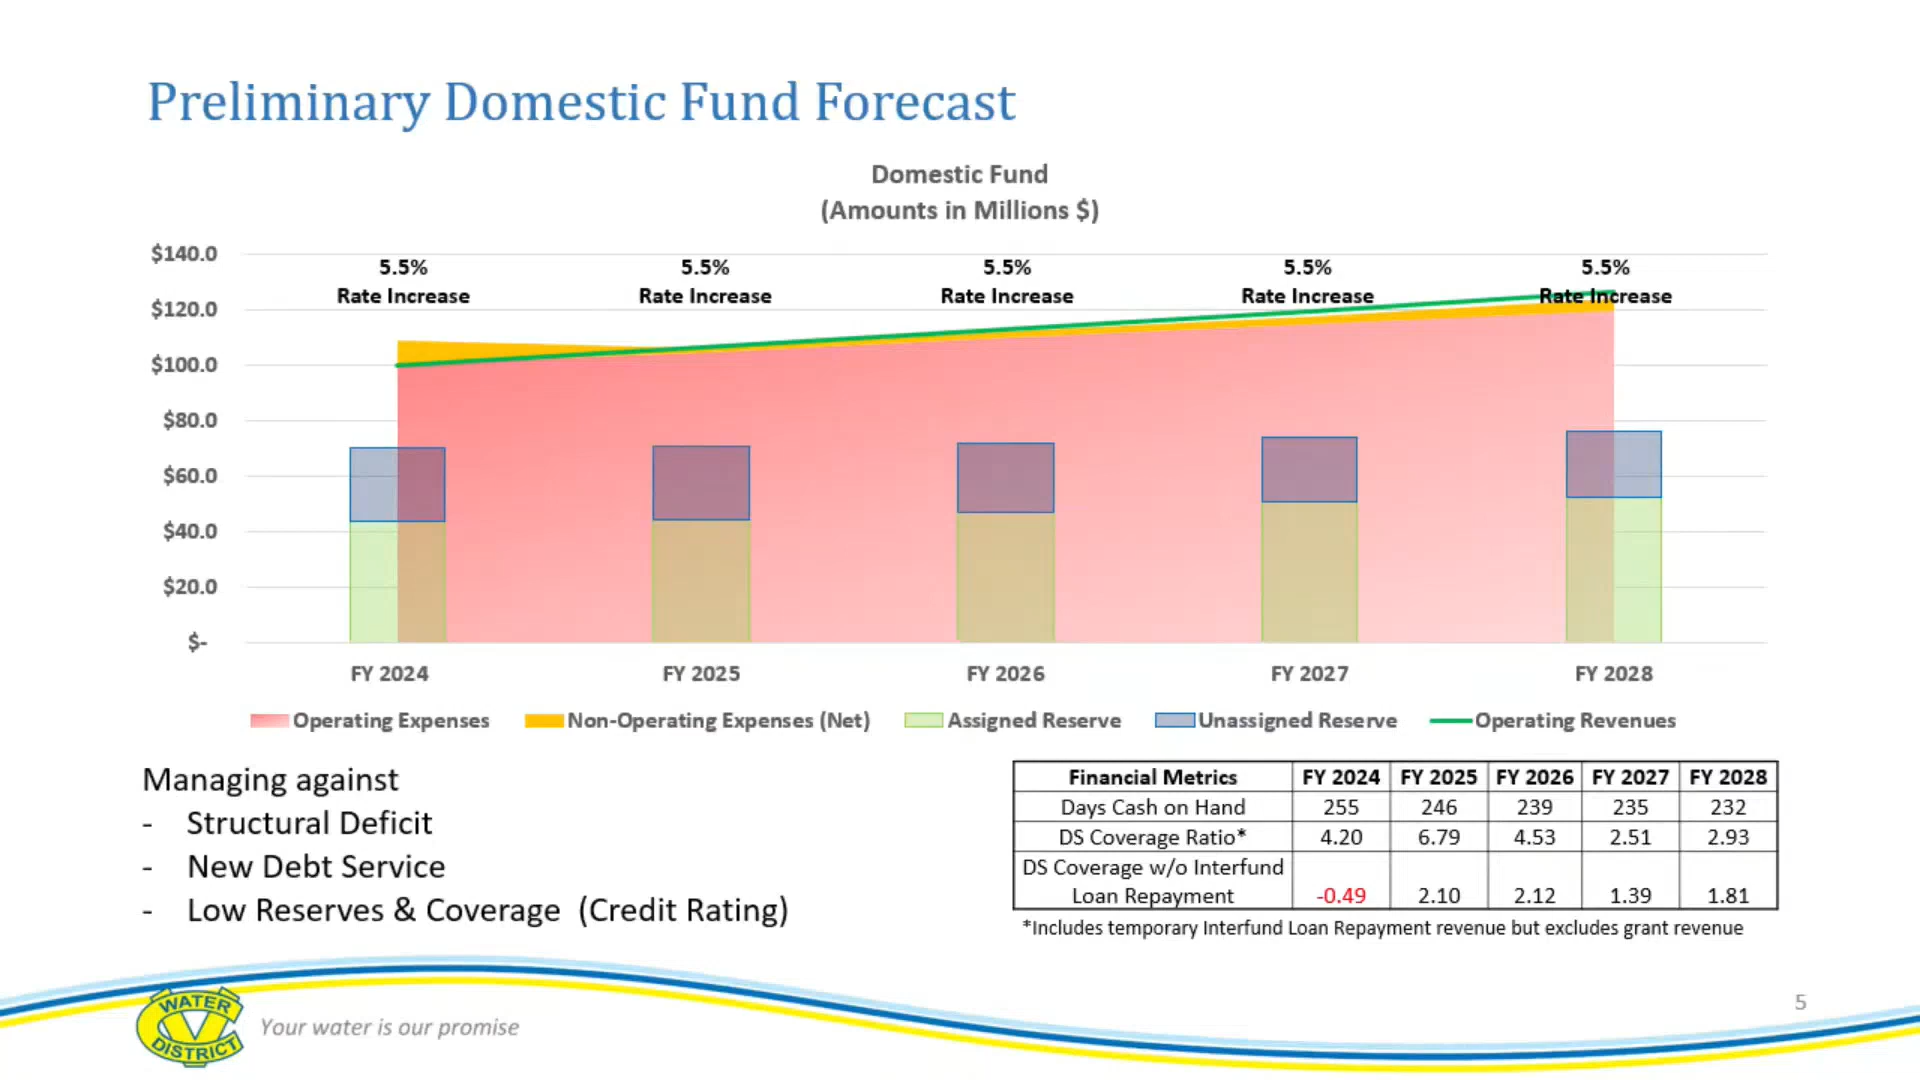 Preliminary Domestic Fund Forecast
Domestic Fund
(Amounts in Millions $)
$140.0
$120.0
$100.0
$80.0
$60.0
$40.0
$20.0
$-
5.5% 5.5% 5.5% 5.5% 5.5%
Rate Increase Rate Increase Rate Increase Rate Increase Rate Increase
FY 2024 FY 2025 FY 2026 FY 2027 FY 2028
Operating Expenses Non-Operating Expenses (Net) Assigned Reserve Unassigned Reserve Operating Revenues
Managing against
- Structural Deficit
- New Debt Service
- Low Reserves & Coverage (Credit Rating)
Financial Metrics FY 2024 FY 2025 FY 2026 FY 2027 FY 2028
Days Cash on Hand 255 246 239 235 232
DS Coverage Ratio* 4.20 6.79 4.53 2.51 2.93
DS Coverage w/o Interfund
Loan Repayment -0.49 2.10 2.12 1.39 1.81
*Includes temporary Interfund Loan Repayment revenue but excludes grant revenue
WATER
CV
DISTRICT
Your water is our promise
5